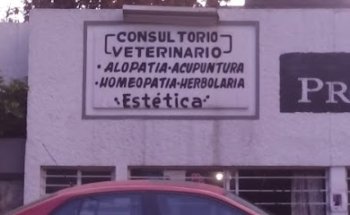 CONSULTORIO
VETERINARIO
• ALOPATIA-ACUPUNTURA
• HOMEOPATIA-HERBOLARIA
• Estética •
PR